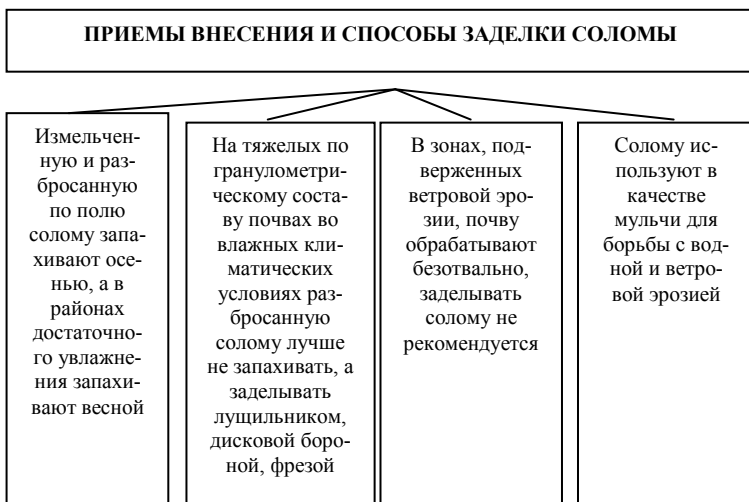 ПРИЕМЫ ВНЕСЕНИЯ И СПОСОБЫ ЗАДЕЛКИ СОЛОМЫ
Измельчен-
ную и раз-
бросанную
по полю
солому запа-
хивают осе-
нью, а в
районах
достаточно-
го увлажне-
ния запахи-
вают весной
На тяжелых по
гранулометри-
ческому соста-
ву почвах во
влажных кли-
матических
условиях раз-
бросанную
солому лучше
не запахивать, а
заделывать
лущильником,
дисковой боро-
ной, фрезой
В зонах, под-
верженных
ветровой эро-
зии, почву
обрабатывают
безотвально,
заделывать
солому не
рекомендуется
Солому ис-
пользуют в
качестве
мульчи для
борьбы с вод-
ной и ветро-
вой эрозией